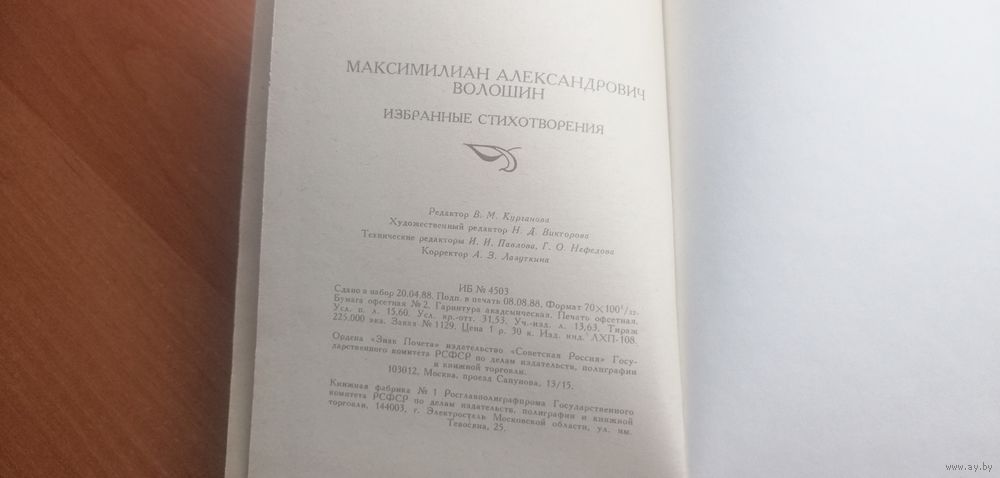 МАКСИМИЛИАН АЛЕКСАНДРОВИЧ
ВОЛОШИН
ИЗБРАННЫЕ СТИХОТВОРЕНИЯ
Редактор В. М. Курганова
Художественный редактор Н. Д. Викторова
Технические редакторы И. И. Павлова, Г. О. Нефедова
Корректор А. З. Лазуткина
ИБ № 4503
Сдано в набор 20.04.88. Подп. в печать 08.08.88. Формат 70×100¹/₃₂.
Бумага офсетная № 2. Гарнитура академическая. Печать офсетная.
Усл. п. л. 15,60. Усл. кр.-отт. 31,53. Уч.-изд. л. 13,63. Тираж
225.000 экз. Заказ № 1129. Цена 1 р. 30 к. Изд. инд. ЛХП-108.
Ордена «Знак Почета» издательство «Советская Россия» Госу-
дарственного комитета РСФСР по делам издательств, полиграфии
и книжной торговли.
103012, Москва, проезд Сапунова, 13/15.
Книжная фабрика № 1 Росглавполиграфпрома Государственного
комитета РСФСР по делам издательств, полиграфии и книжной
торговли, 144003, г. Электросталь Московской области, ул. им.
Тевосяна, 25.
www.ay.by